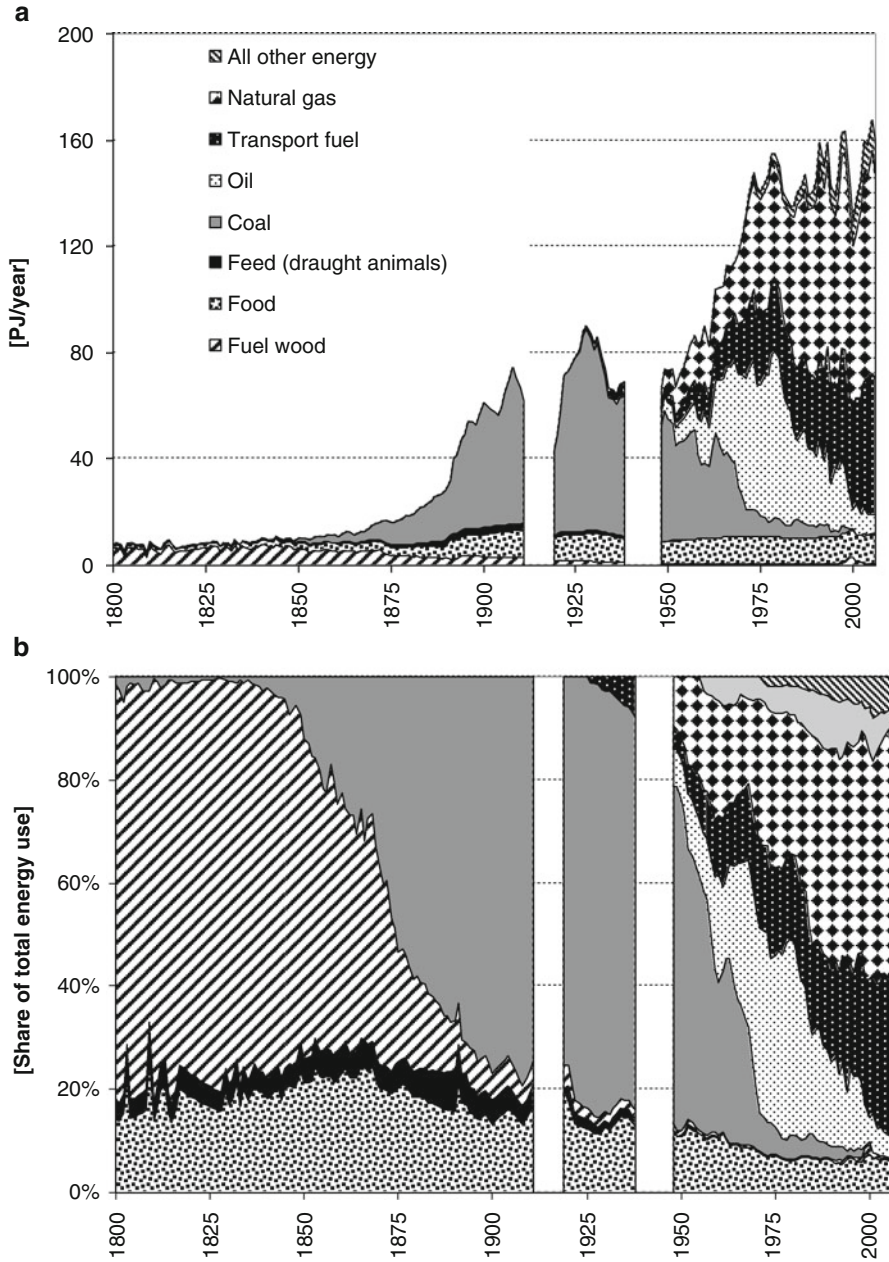 a
200
160
120
80
40
0
[PJ/year]
All other energy
Natural gas
Transport fuel
Oil
Coal
Feed (draught animals)
Food
Fuel wood
1800
1825
1850
1875
1900
1925
1950
1975
2000
b
100%
80%
60%
40%
20%
0%
[Share of total energy use]
1800
1825
1850
1875
1900
1925
1950
1975
2000